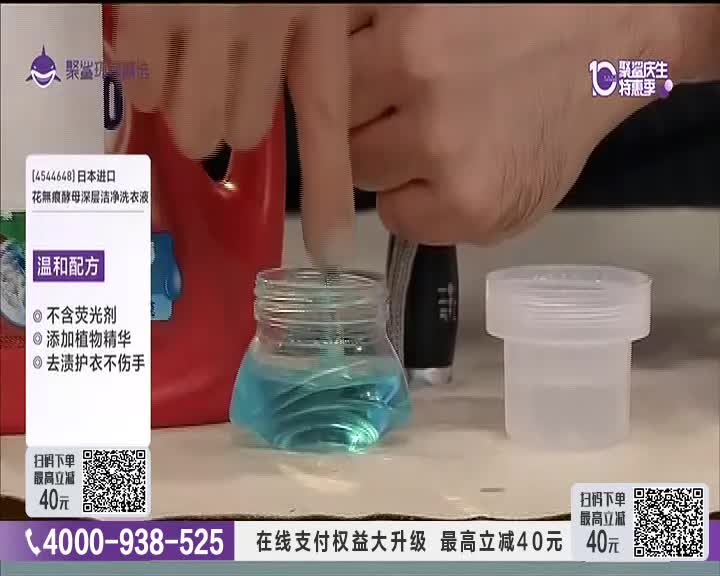 聚鲨环球精选
聚鲨庆生
特惠季
[4544648]日本进口
花無痕酵母深层洁净洗衣液
温和配方
◎不含荧光剂
◎添加植物精华
◎去渍护衣不伤手
扫码下单
最高立减
40元
扫码下单
最高立减
40元
4000-938-525
在线支付权益大升级 最高立减40元